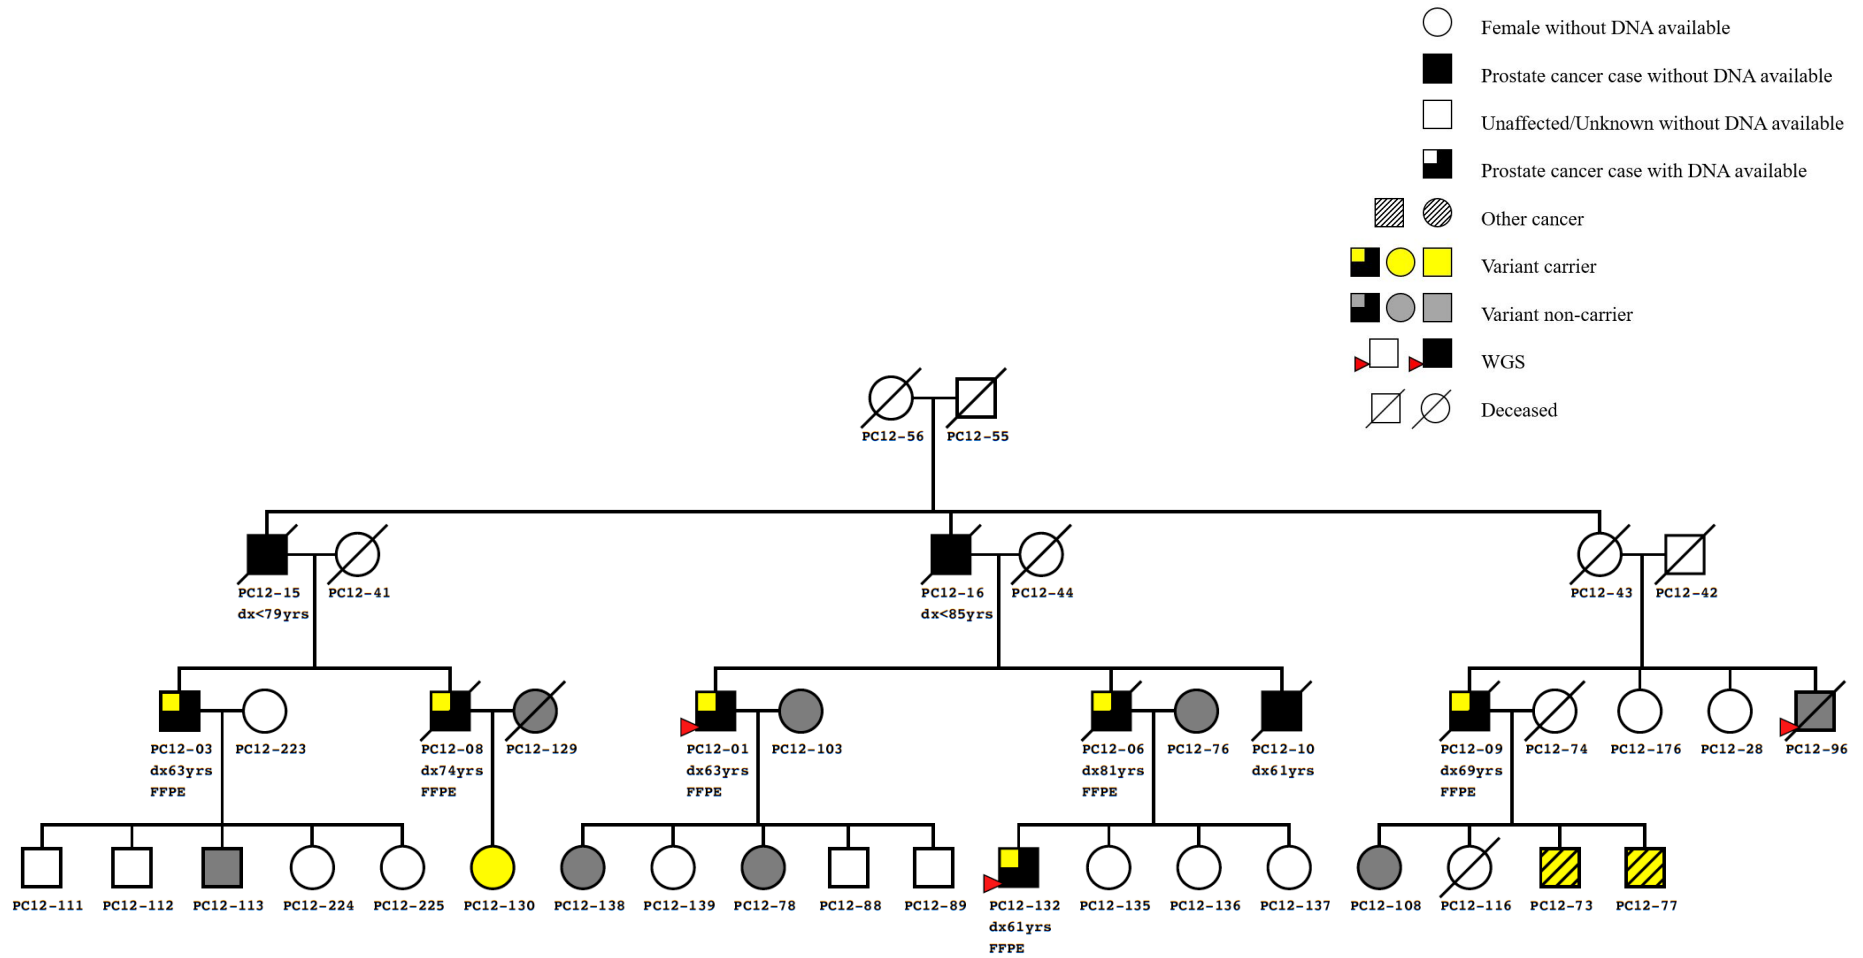 Female without DNA available
Prostate cancer case without DNA available
Unaffected/Unknown without DNA available
Prostate cancer case with DNA available
Other cancer
Variant carrier
Variant non-carrier
WGS
Deceased
PC12-56 PC12-55
PC12-15 PC12-41 PC12-16 PC12-44 PC12-43 PC12-42
dx<79yrs dx<85yrs
PC12-03 PC12-223 PC12-08 PC12-129 PC12-01 PC12-103 PC12-06 PC12-76 PC12-10 PC12-09 PC12-74 PC12-176 PC12-28 PC12-96
dx63yrs dx74yrs dx63yrs dx81yrs dx61yrs dx69yrs
FFPE FFPE FFPE FFPE FFPE
PC12-111 PC12-112 PC12-113 PC12-224 PC12-225 PC12-130 PC12-138 PC12-139 PC12-78 PC12-88 PC12-89 PC12-132 PC12-135 PC12-136 PC12-137 PC12-108 PC12-116 PC12-73 PC12-77
dx61yrs
FFPE